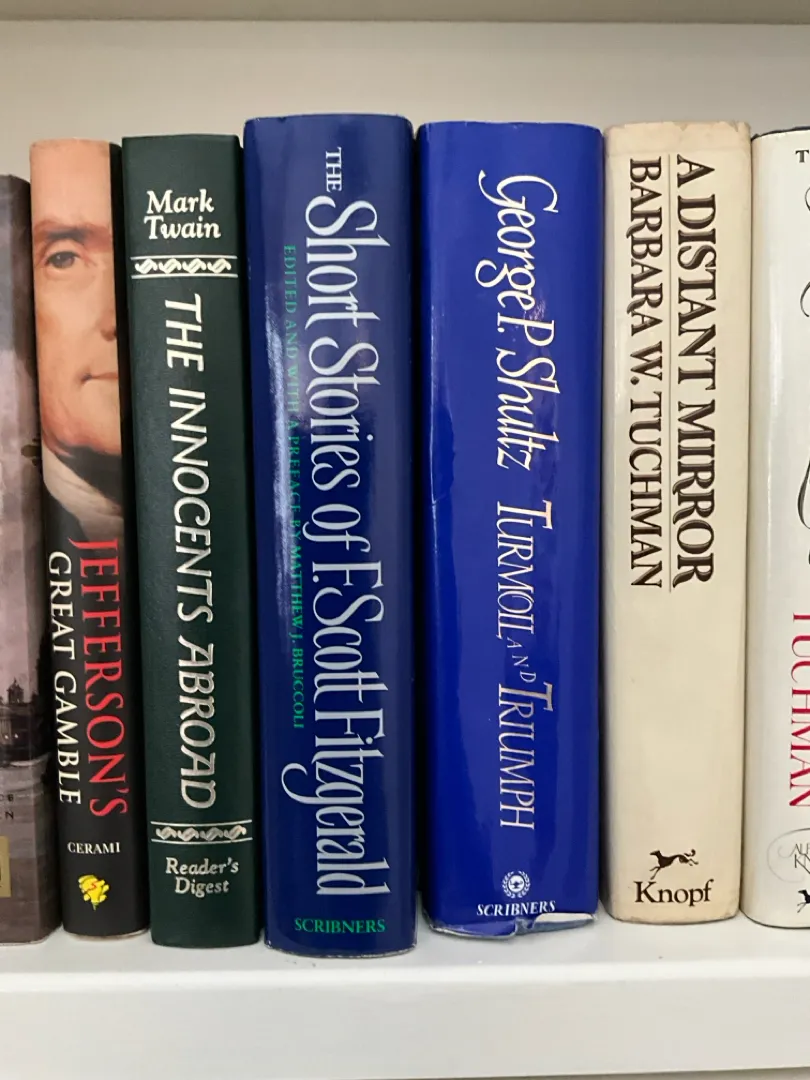 JEFFERSON'S
GREAT GAMBLE
CERAMI
Mark
Twain
THE INNOCENTS ABROAD
Reader's
Digest
THE Short Stories of F. Scott Fitzgerald
EDITED AND WITH A PREFACE BY MATTHEW J. BRUCCOLI
SCRIBNERS
George P. Shultz TURMOIL AND TRIUMPH
SCRIBNERS
A DISTANT MIRROR
BARBARA W. TUCHMAN
Knopf
TUCHMAN